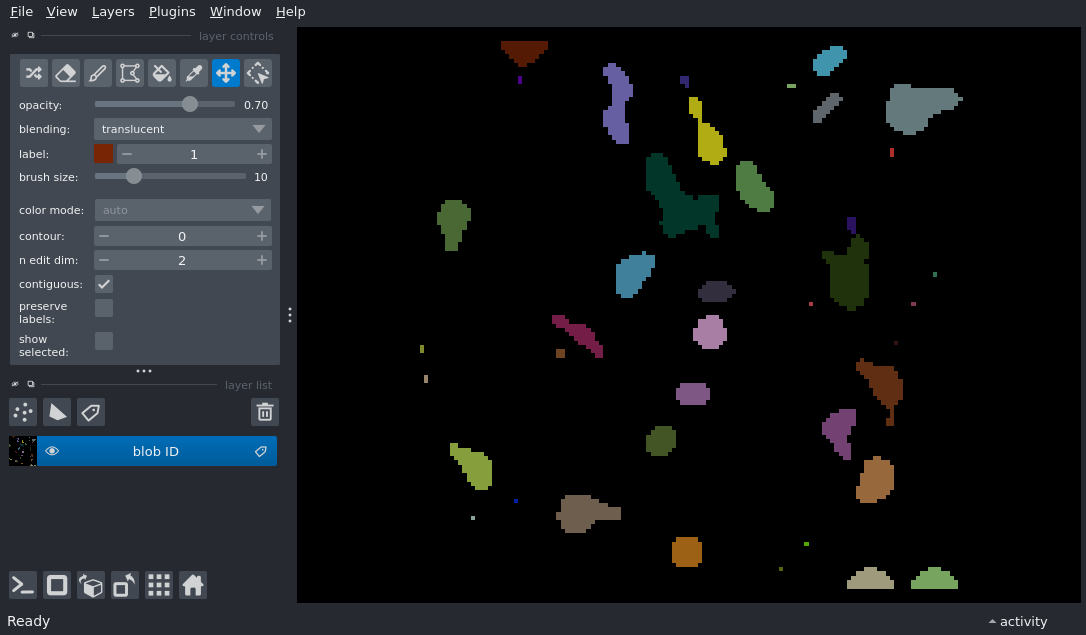 File View Layers Plugins Window Help
layer controls
opacity: 0.70
blending: translucent
label: 1
brush size: 10
color mode: auto
contour: 0
n edit dim: 2
contiguous:
preserve
labels:
show
selected:
layer list
blob ID
Ready
activity